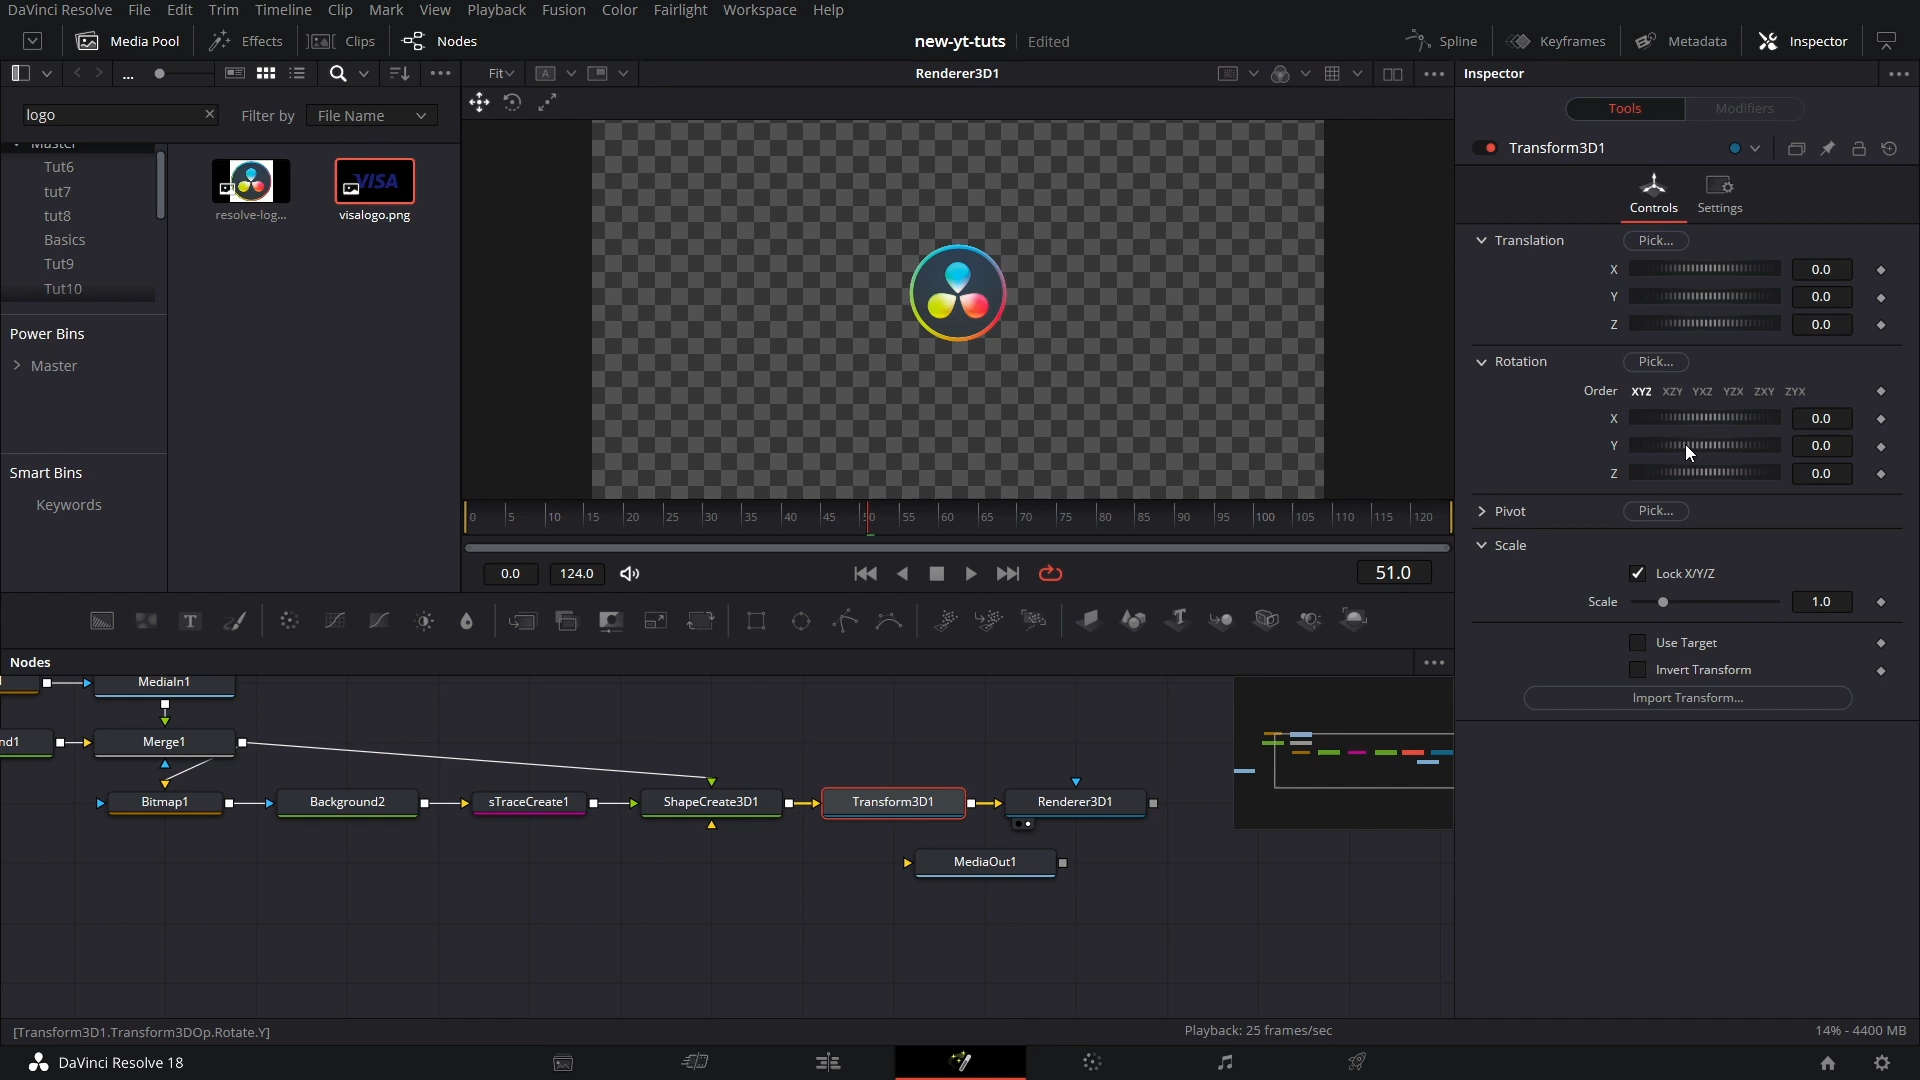 DaVinci Resolve File Edit Trim Timeline Clip Mark View Playback Fusion Color Fairlight Workspace Help
Media Pool Effects Clips Nodes new-yt-tuts Edited Spline Keyframes Metadata Inspector
... Fit A Renderer3D1 Inspector
logo Filter by File Name
Tools Modifiers
Master
Tut6
tut7
tut8
Basics
Tut9
Tut10
VISA
resolve-log... visalogo.png
Power Bins
Master
Smart Bins
Keywords
Transform3D1
Controls Settings
Translation Pick...
X 0.0
Y 0.0
Z 0.0
Rotation Pick...
Order XYZ XZY YXZ YZX ZXY ZYX
X 0.0
Y 0.0
Z 0.0
Pivot Pick...
Scale
Lock X/Y/Z
Scale 1.0
Use Target
Invert Transform
Import Transform...
0 5 10 15 20 25 30 35 40 45 50 55 60 65 70 75 80 85 90 95 100 105 110 115 120
0.0 124.0 51.0
T T
Nodes
MediaIn1
nd1 Merge1
Bitmap1 Background2 sTraceCreate1 ShapeCreate3D1 Transform3D1 Renderer3D1
MediaOut1
[Transform3D1.Transform3DOp.Rotate.Y] Playback: 25 frames/sec 14% - 4400 MB
DaVinci Resolve 18